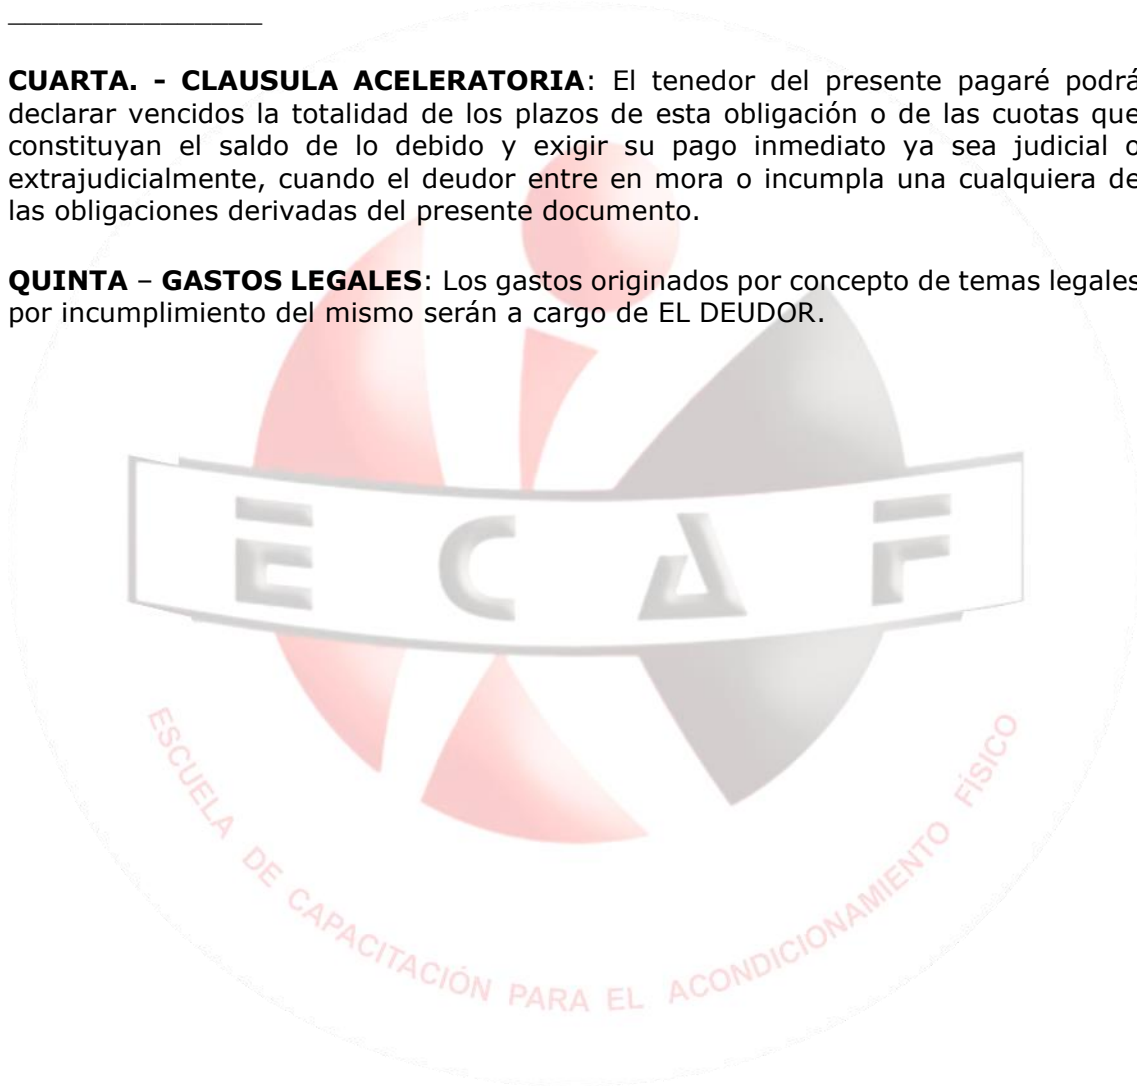 CUARTA. - CLAUSULA ACELERATORIA: El tenedor del presente pagaré podrá
declarar vencidos la totalidad de los plazos de esta obligación o de las cuotas que
constituyan el saldo de lo debido y exigir su pago inmediato ya sea judicial o
extrajudicialmente, cuando el deudor entre en mora o incumpla una cualquiera de
las obligaciones derivadas del presente documento.
QUINTA – GASTOS LEGALES: Los gastos originados por concepto de temas legales
por incumplimiento del mismo serán a cargo de EL DEUDOR.
ECAF
ESCUELA DE CAPACITACIÓN PARA EL ACONDICIONAMIENTO FÍSICO